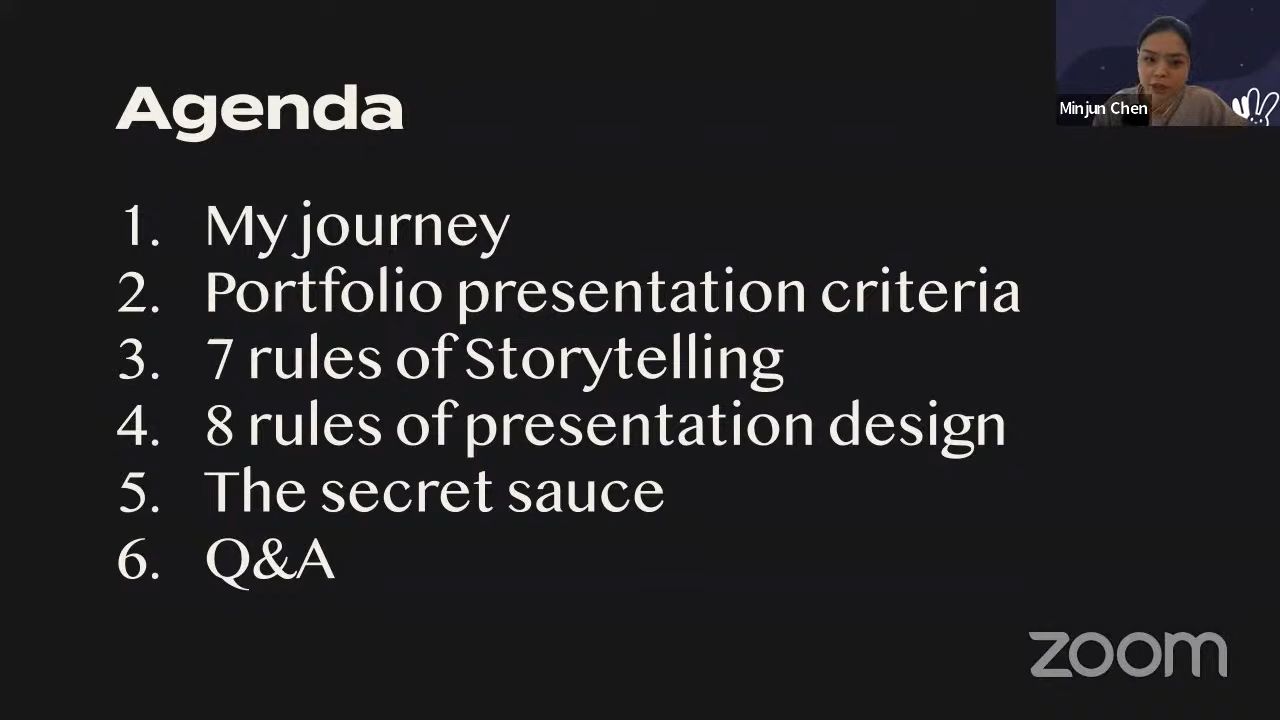 Agenda
Minjun Chen
1. My journey
2. Portfolio presentation criteria
3. 7 rules of Storytelling
4. 8 rules of presentation design
5. The secret sauce
6. Q&A
zoom